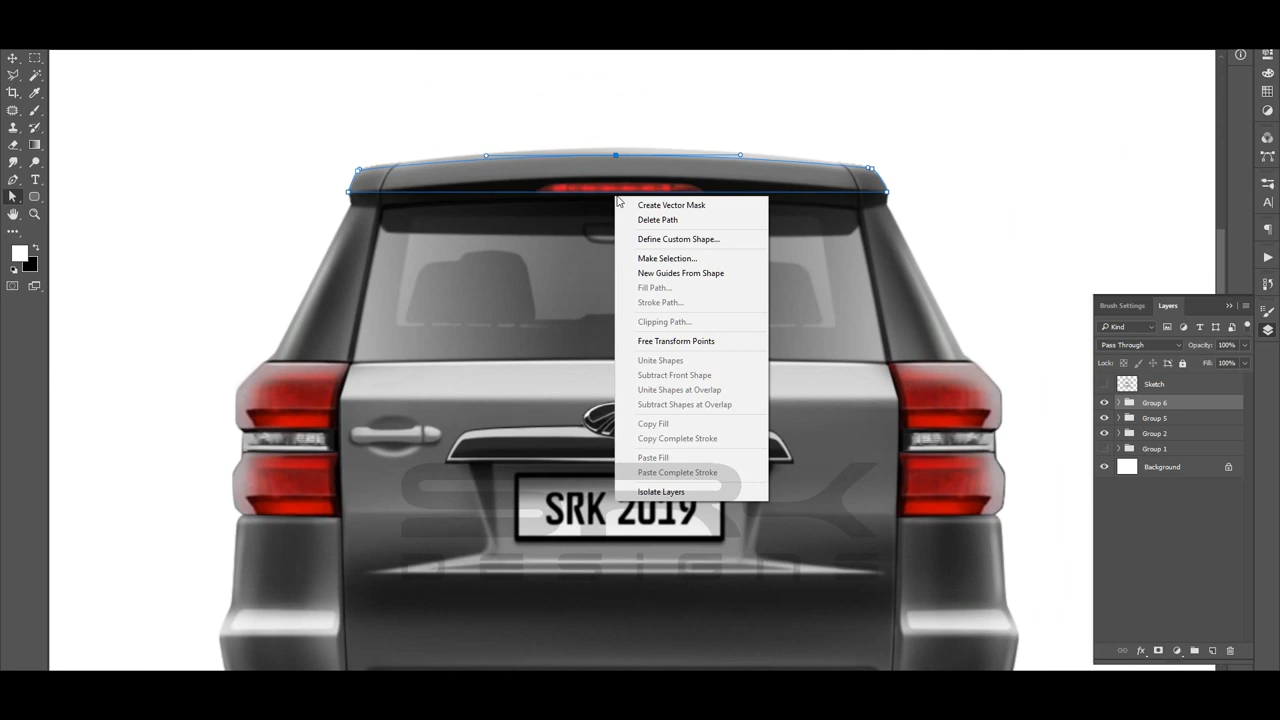 Create Vector Mask
Delete Path
Define Custom Shape...
Make Selection...
New Guides From Shape
Fill Path...
Stroke Path...
Clipping Path...
Free Transform Points
Unite Shapes
Subtract Front Shape
Unite Shapes at Overlap
Subtract Shapes at Overlap
Copy Fill
Copy Complete Stroke
Paste Fill
Paste Complete Stroke
Isolate Layers
SRK 2019
SRK
DESIGNS
Brush Settings Layers
Kind
Pass Through Opacity: 100%
Lock: Fill: 100%
Sketch
Group 6
Group 5
Group 2
Group 1
Background